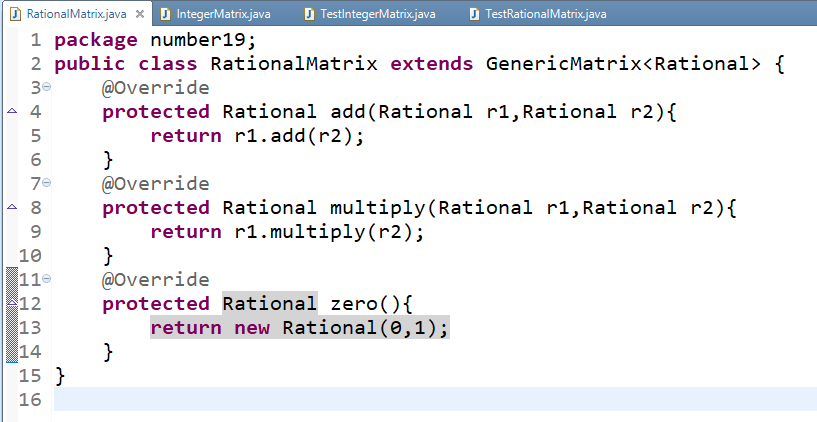 RationalMatrix.java IntegerMatrix.java TestIntegerMatrix.java TestRationalMatrix.java
1 package number19;
2 public class RationalMatrix extends GenericMatrix<Rational> {
3 @Override
4 protected Rational add(Rational r1,Rational r2){
5 return r1.add(r2);
6 }
7 @Override
8 protected Rational multiply(Rational r1,Rational r2){
9 return r1.multiply(r2);
10 }
11 @Override
12 protected Rational zero(){
13 return new Rational(0,1);
14 }
15 }
16